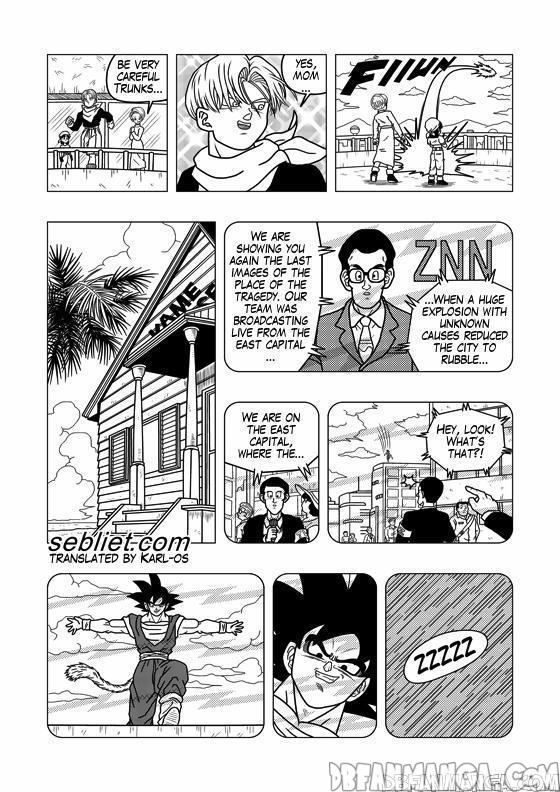 BE VERY
CAREFUL
TRUNKS...
YES,
MOM
...
FIIUUN
WE ARE
SHOWING YOU
AGAIN THE LAST
IMAGES OF THE
PLACE OF THE
TRAGEDY. OUR
TEAM WAS
BROADCASTING
LIVE FROM THE
EAST CAPITAL
...
ZNN
...WHEN A HUGE
EXPLOSION WITH
UNKNOWN
CAUSES REDUCED
THE CITY TO
RUBBLE...
KAME
WE ARE ON
THE EAST
CAPITAL,
WHERE THE...
HEY, LOOK!
WHAT'S
THAT?!
sebliet.com
TRANSLATED BY KARL-OS
ZZZZZ
DBFANMANGA.COM